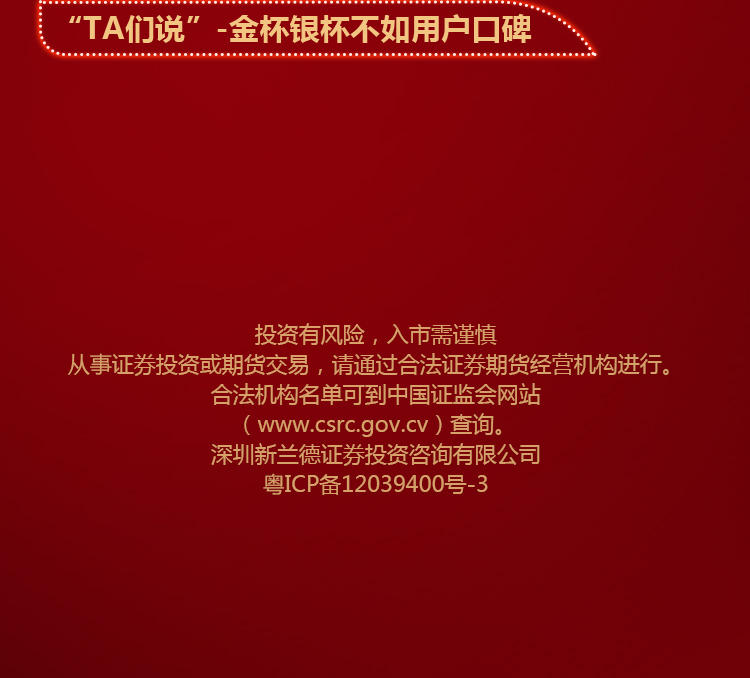 “TA们说”-金杯银杯不如用户口碑
投资有风险，入市需谨慎
从事证券投资或期货交易，请通过合法证券期货经营机构进行。
合法机构名单可到中国证监会网站
（www.csrc.gov.cv）查询。
深圳新兰德证券投资咨询有限公司
粤ICP备12039400号-3